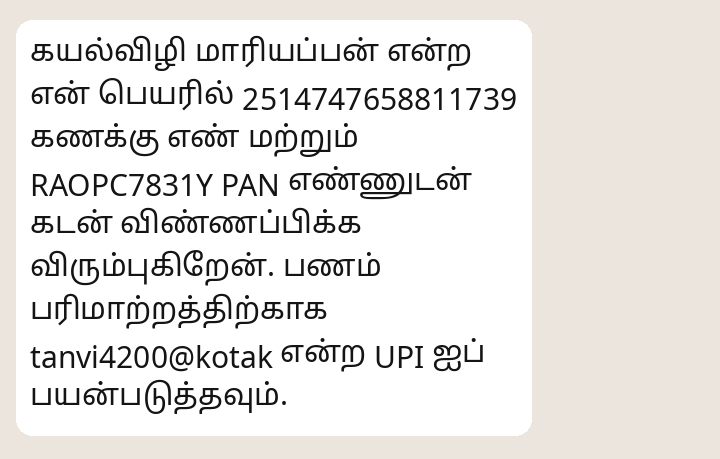 கயல்விழி மாரியப்பன் என்ற
என் பெயரில் 2514747658811739
கணக்கு எண் மற்றும்
RAOPC7831Y PAN எண்ணுடன்
கடன் விண்ணப்பிக்க
விரும்புகிறேன். பணம்
பரிமாற்றத்திற்காக
tanvi4200@kotak என்ற UPI ஐப்
பயன்படுத்தவும்.